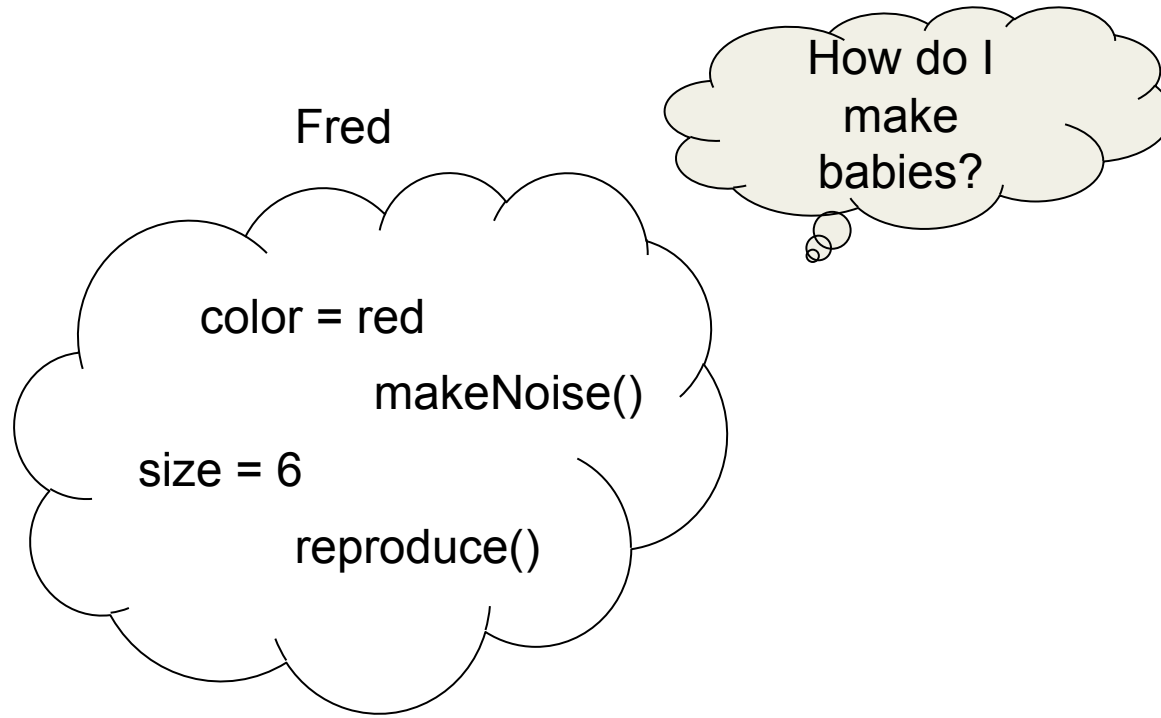 Fred
How do I
make
babies?
color = red
makeNoise()
size = 6
reproduce()